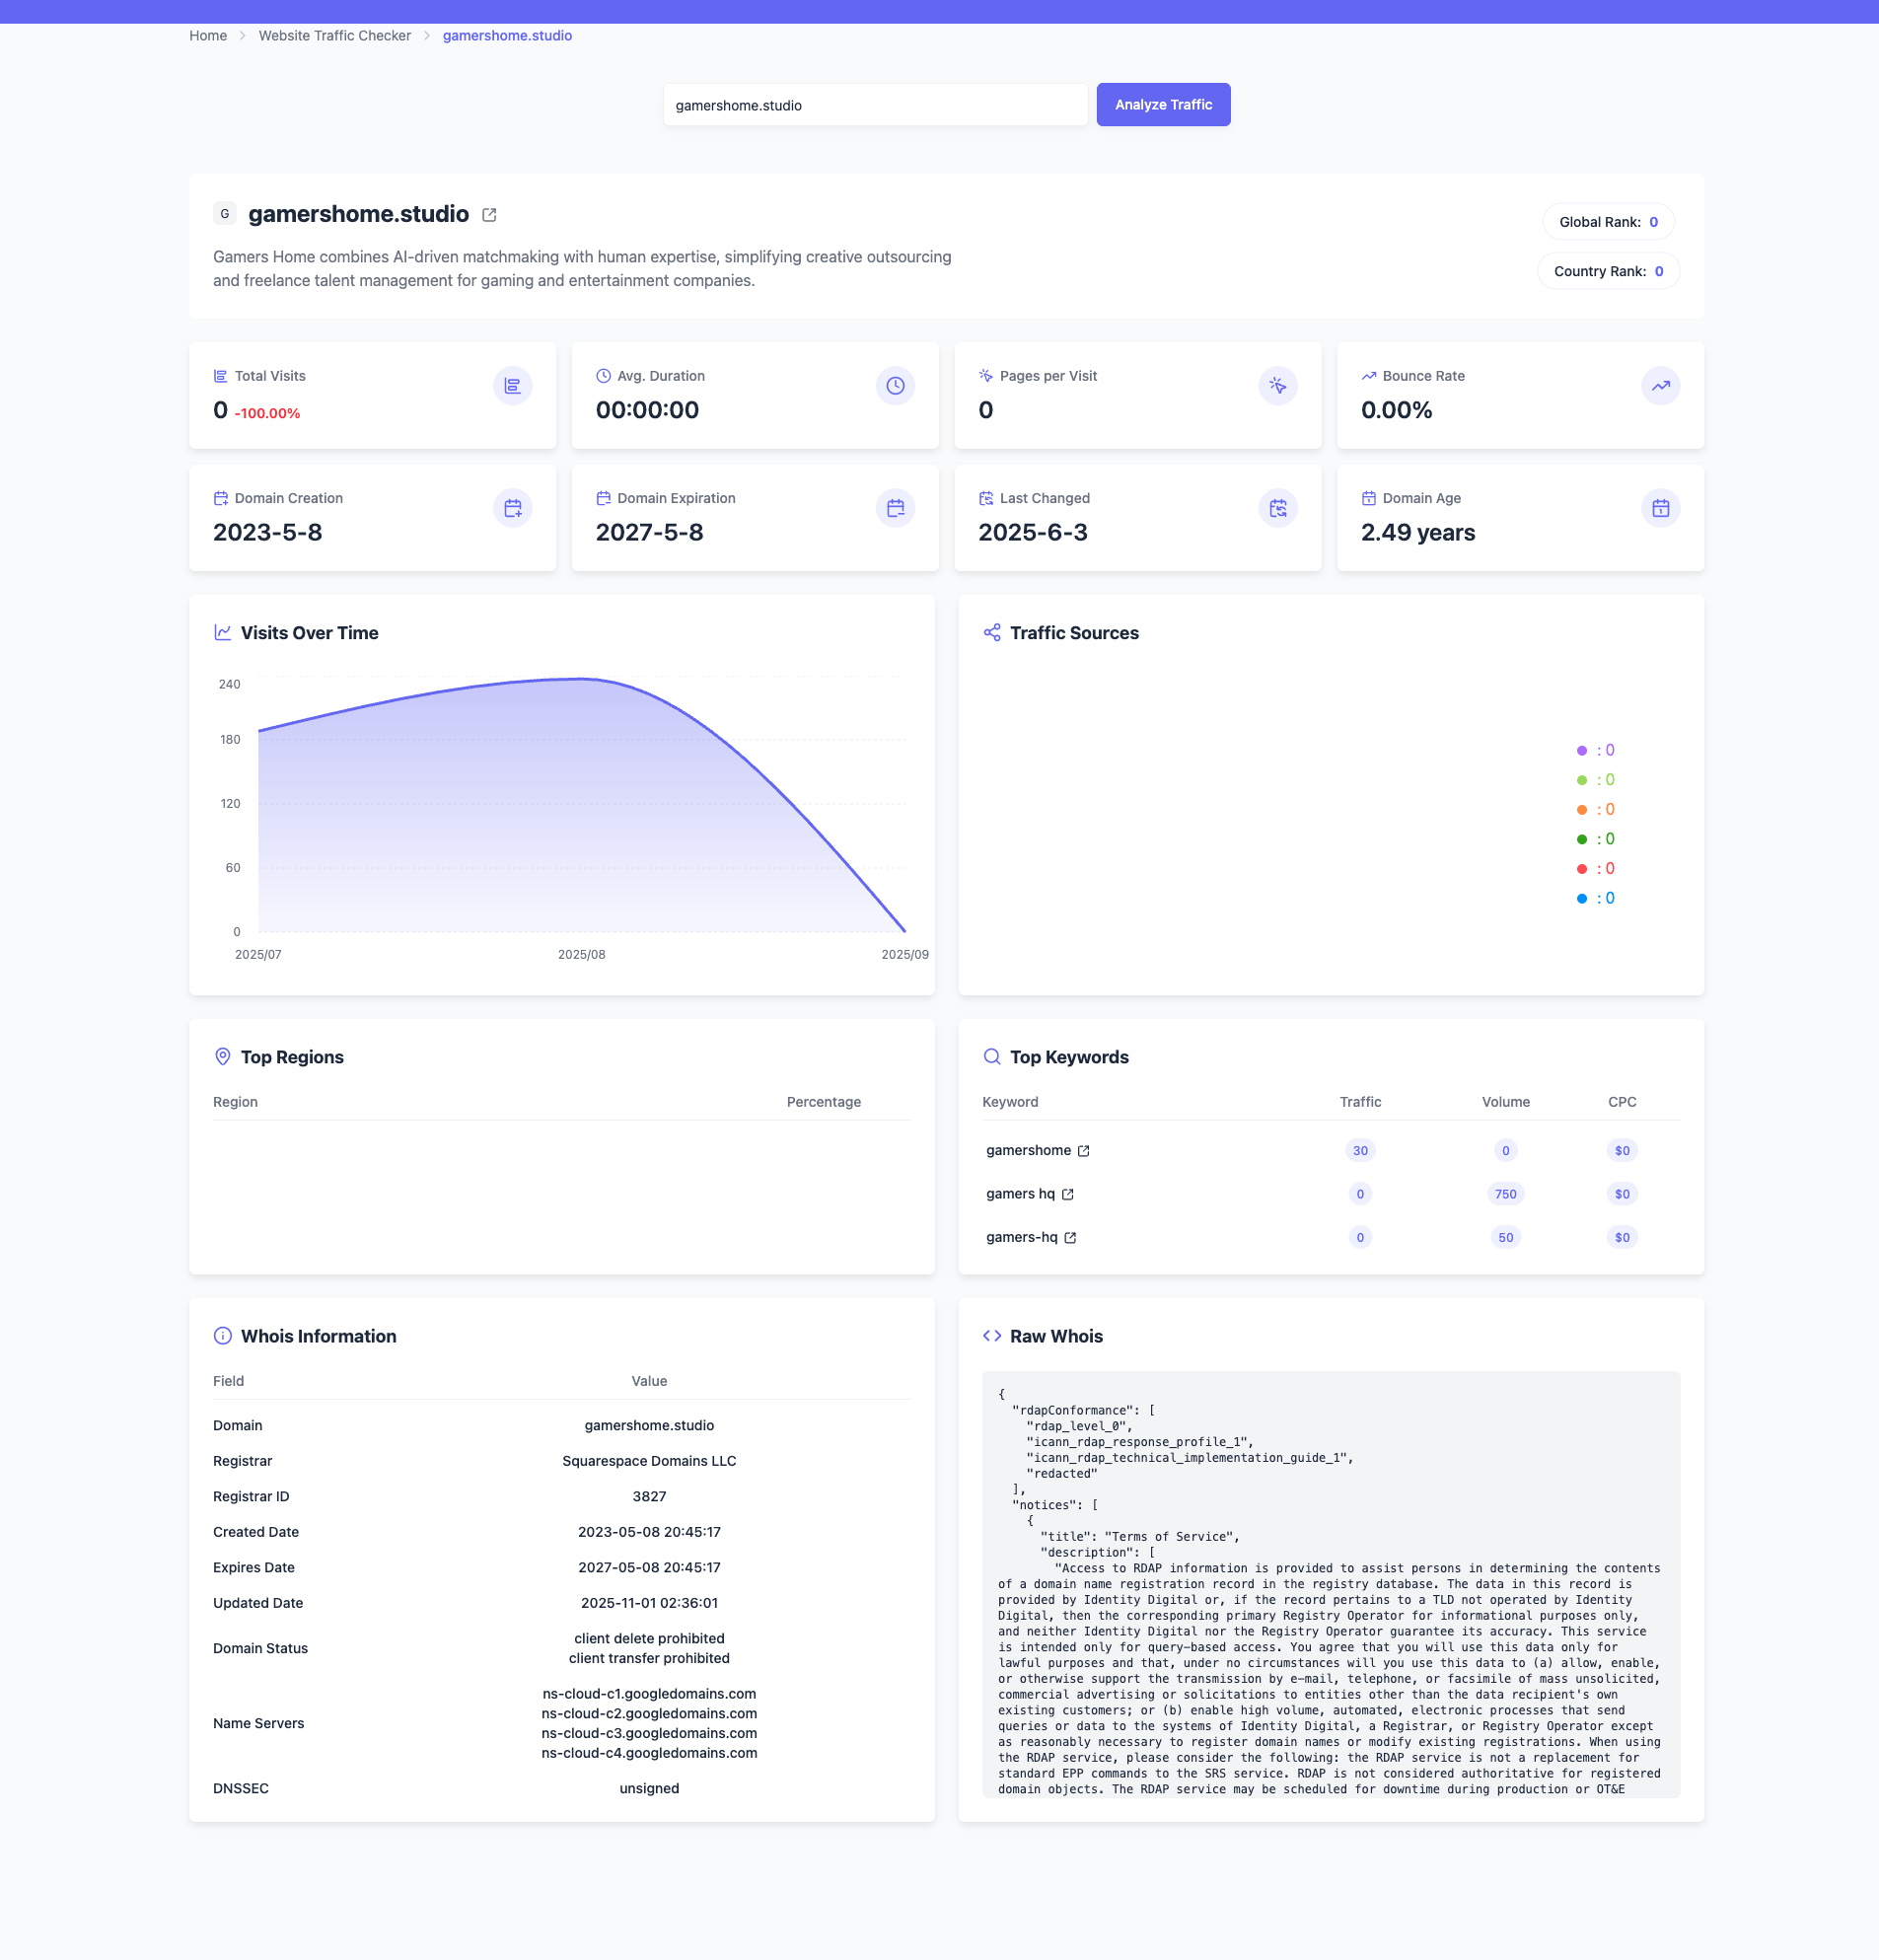 Home
Website Traffic Checker
gamershome.studio
gamershome.studio
Analyze Traffic
G
gamershome.studio
Gamers Home combines AI-driven matchmaking with human expertise, simplifying creative outsourcing
and freelance talent management for gaming and entertainment companies.
Global Rank: 0
Country Rank: 0
Total Visits
0 -100.00%
Avg. Duration
00:00:00
Pages per Visit
0
Bounce Rate
0.00%
Domain Creation
2023-5-8
Domain Expiration
2027-5-8
Last Changed
2025-6-3
Domain Age
2.49 years
Visits Over Time
240
180
120
60
0
2025/07 2025/08 2025/09
Traffic Sources
: 0
: 0
: 0
: 0
: 0
: 0
Top Regions
Region Percentage
Top Keywords
Keyword Traffic Volume CPC
gamershome 30 0 $0
gamers hq 0 750 $0
gamers-hq 0 50 $0
Whois Information
Field Value
Domain gamershome.studio
Registrar Squarespace Domains LLC
Registrar ID 3827
Created Date 2023-05-08 20:45:17
Expires Date 2027-05-08 20:45:17
Updated Date 2025-11-01 02:36:01
Domain Status client delete prohibited
client transfer prohibited
Name Servers ns-cloud-c1.googledomains.com
ns-cloud-c2.googledomains.com
ns-cloud-c3.googledomains.com
ns-cloud-c4.googledomains.com
DNSSEC unsigned
Raw Whois
{
"rdapConformance": [
"rdap_level_0",
"icann_rdap_response_profile_1",
"icann_rdap_technical_implementation_guide_1",
"redacted"
],
"notices": [
{
"title": "Terms of Service",
"description": [
"Access to RDAP information is provided to assist persons in determining the contents
of a domain name registration record in the registry database. The data in this record is
provided by Identity Digital or, if the record pertains to a TLD not operated by Identity
Digital, then the corresponding primary Registry Operator for informational purposes only,
and neither Identity Digital nor the Registry Operator guarantee its accuracy. This service
is intended only for query-based access. You agree that you will use this data only for
lawful purposes and that, under no circumstances will you use this data to (a) allow, enable,
or otherwise support the transmission by e-mail, telephone, or facsimile of mass unsolicited,
commercial advertising or solicitations to entities other than the data recipient's own
existing customers; or (b) enable high volume, automated, electronic processes that send
queries or data to the systems of Identity Digital, a Registrar, or Registry Operator except
as reasonably necessary to register domain names or modify existing registrations. When using
the RDAP service, please consider the following: the RDAP service is not a replacement for
standard EPP commands to the SRS service. RDAP is not considered authoritative for registered
domain objects. The RDAP service may be scheduled for downtime during production or OT&E